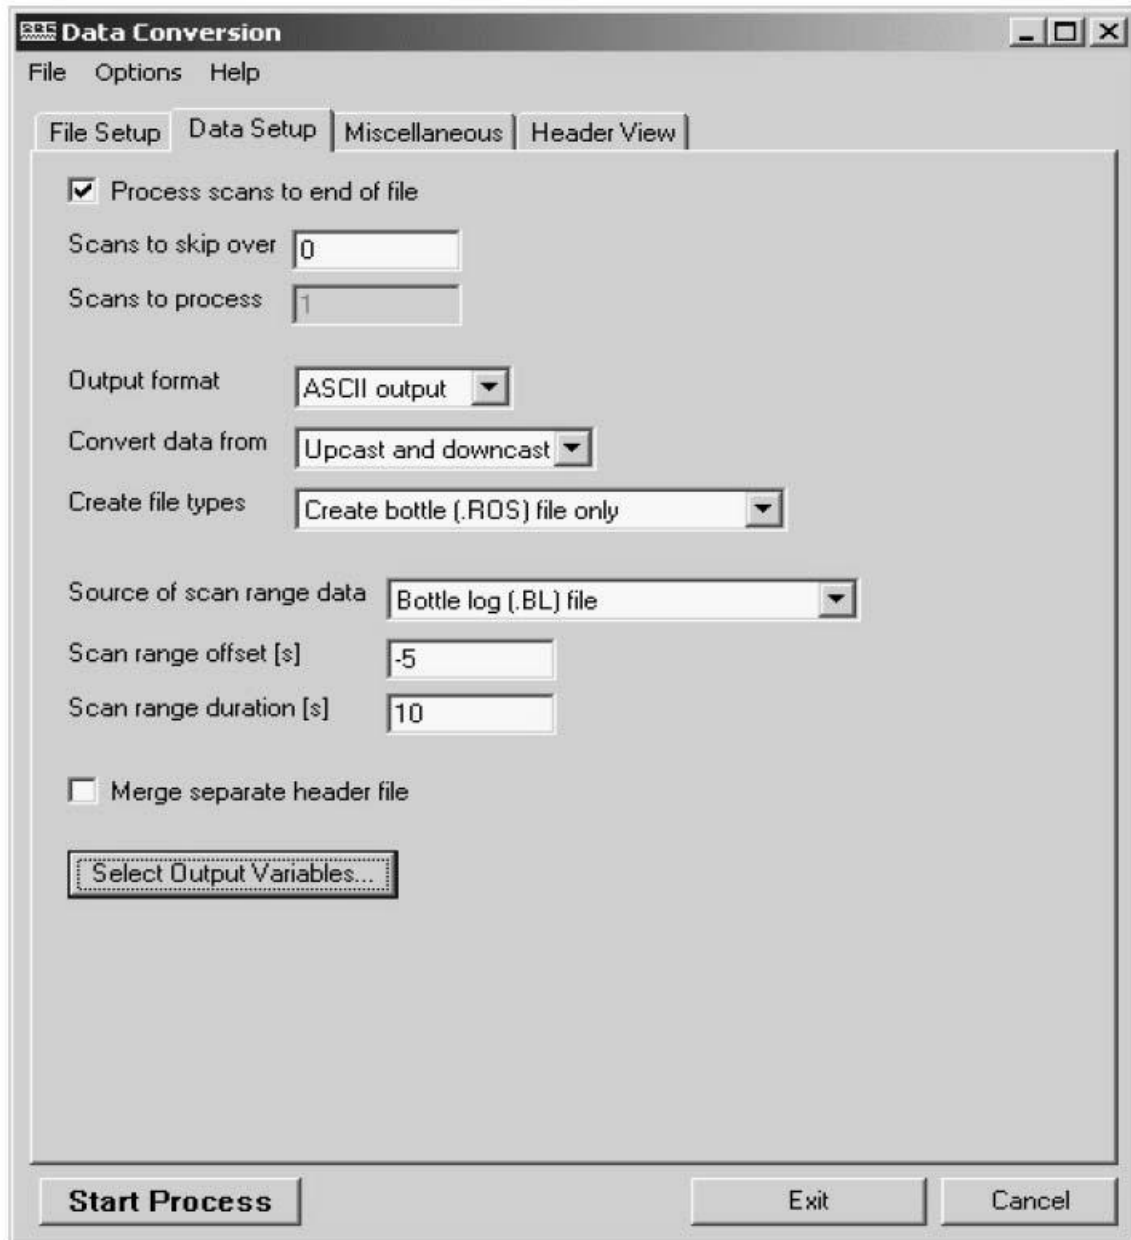 Data Conversion
File Options Help
File Setup Data Setup Miscellaneous Header View
Process scans to end of file
Scans to skip over 0
Scans to process 1
Output format ASCII output
Convert data from Upcast and downcast
Create file types Create bottle (.ROS) file only
Source of scan range data Bottle log (.BL) file
Scan range offset [s] -5
Scan range duration [s] 10
Merge separate header file
Select Output Variables...
Start Process Exit Cancel